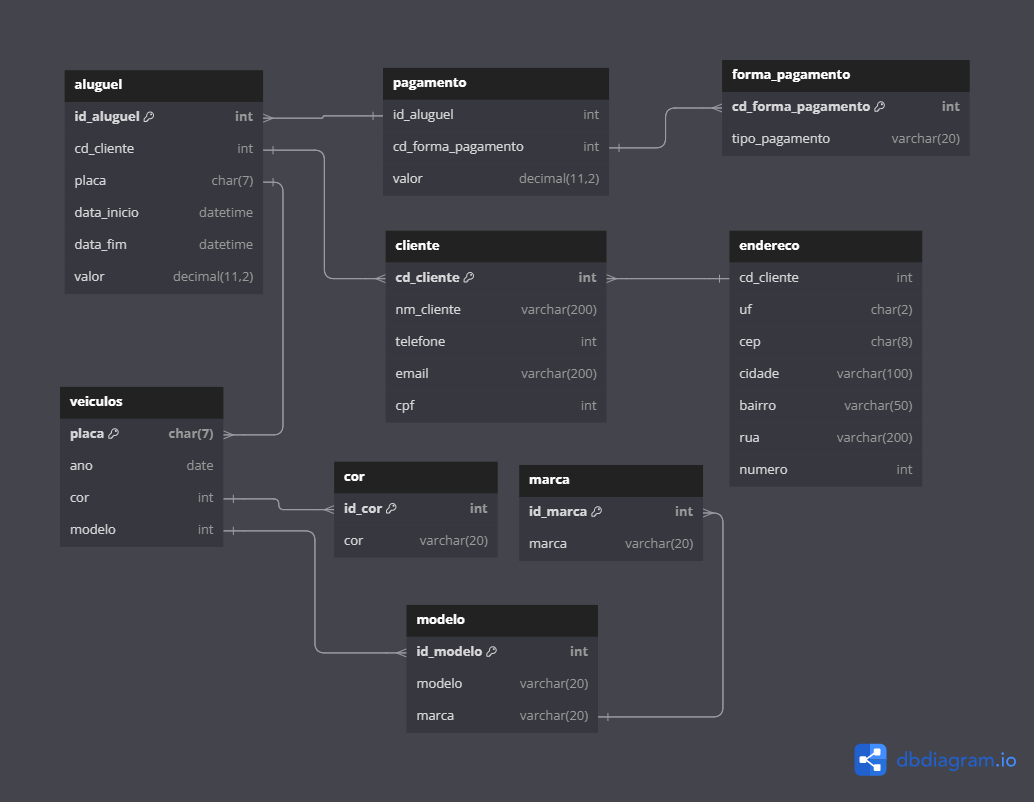 aluguel
id_aluguel int
cd_cliente int
placa char(7)
data_inicio datetime
data_fim datetime
valor decimal(11,2)
pagamento
id_aluguel int
cd_forma_pagamento int
valor decimal(11,2)
forma_pagamento
cd_forma_pagamento int
tipo_pagamento varchar(20)
cliente
cd_cliente int
nm_cliente varchar(200)
telefone int
email varchar(200)
cpf int
endereco
cd_cliente int
uf char(2)
cep char(8)
cidade varchar(100)
bairro varchar(50)
rua varchar(200)
numero int
veiculos
placa char(7)
ano date
cor int
modelo int
cor
id_cor int
cor varchar(20)
marca
id_marca int
marca varchar(20)
modelo
id_modelo int
modelo varchar(20)
marca varchar(20)
dbdiagram.io